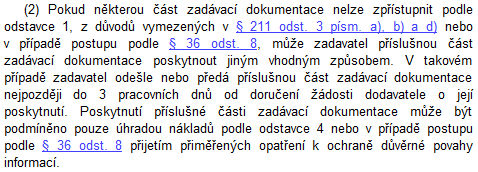 (2) Pokud některou část zadávací dokumentace nelze zpřístupnit podle
odstavce 1, z důvodů vymezených v § 211 odst. 3 písm. a), b) a d) nebo
v případě postupu podle § 36 odst. 8, může zadavatel příslušnou část
zadávací dokumentace poskytnout jiným vhodným způsobem. V takovém
případě zadavatel odešle nebo předá příslušnou část zadávací dokumentace
nejpozději do 3 pracovních dnů od doručení žádosti dodavatele o její
poskytnutí. Poskytnutí příslušné části zadávací dokumentace může být
podmíněno pouze úhradou nákladů podle odstavce 4 nebo v případě postupu
podle § 36 odst. 8 přijetím přiměřených opatření k ochraně důvěrné povahy
informací.